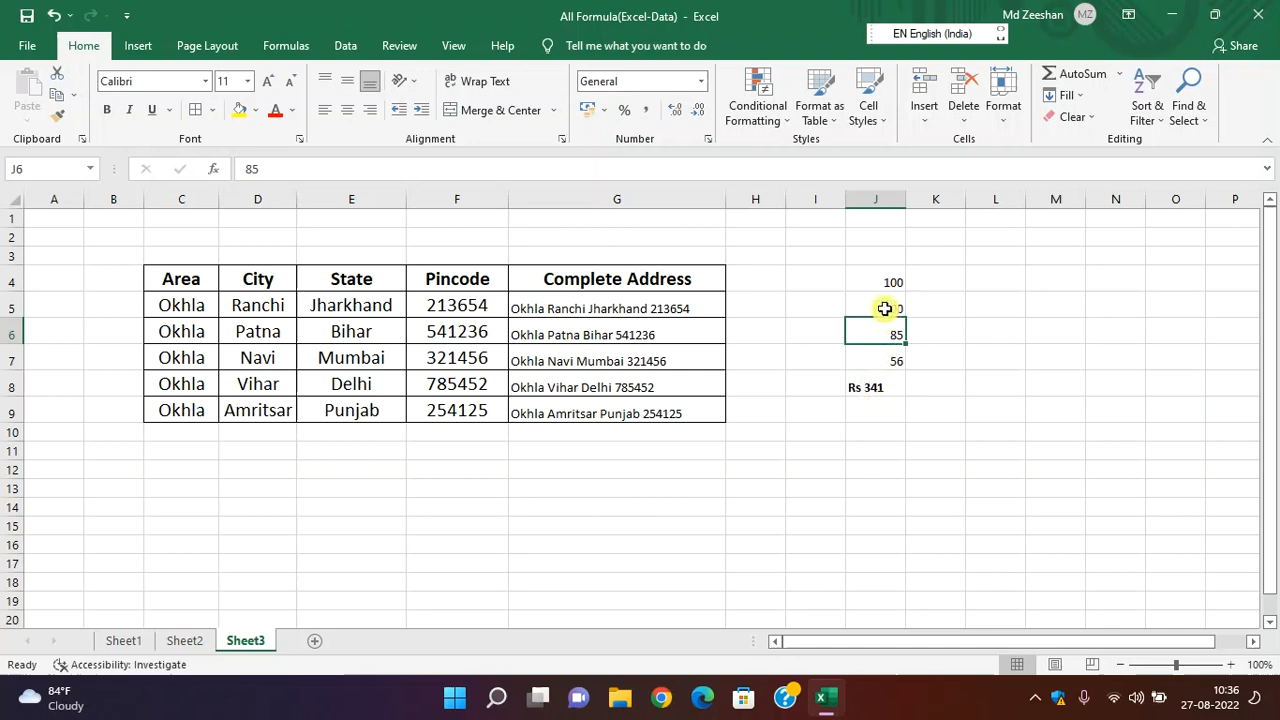 All Formula(Excel-Data) - Excel
Md Zeeshan
MZ
EN English (India)
File Home Insert Page Layout Formulas Data Review View Help Tell me what you want to do Share
Paste
Calibri 11
B I U
Wrap Text
Merge & Center
General
Conditional Formatting
Format as Table
Cell Styles
Insert Delete Format
AutoSum
Fill
Clear
Sort & Filter
Find & Select
Clipboard Font Alignment Number Styles Cells Editing
J6 fx 85
A B C D E F G H I J K L M N O P
1
2
3
4 Area City State Pincode Complete Address 100
5 Okhla Ranchi Jharkhand 213654 Okhla Ranchi Jharkhand 213654
6 Okhla Patna Bihar 541236 Okhla Patna Bihar 541236 85
7 Okhla Navi Mumbai 321456 Okhla Navi Mumbai 321456 56
8 Okhla Vihar Delhi 785452 Okhla Vihar Delhi 785452 Rs 341
9 Okhla Amritsar Punjab 254125 Okhla Amritsar Punjab 254125
10
11
12
13
14
15
16
17
18
19
20
Sheet1 Sheet2 Sheet3
Ready Accessibility: Investigate 100%
84°F
Cloudy
10:36
27-08-2022